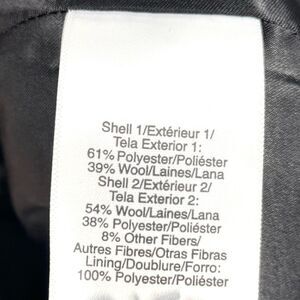 Shell 1/Extérieur 1/
Tela Exterior 1:
61% Polyester/Poliéster
39% Wool/Laines/Lana
Shell 2/Extérieur 2/
Tela Exterior 2:
54% Wool/Laines/Lana
38% Polyester/Poliéster
8% Other Fibers/
Autres Fibres/Otras Fibras
Lining/Doublure/Forro:
100% Polyester/Poliéster